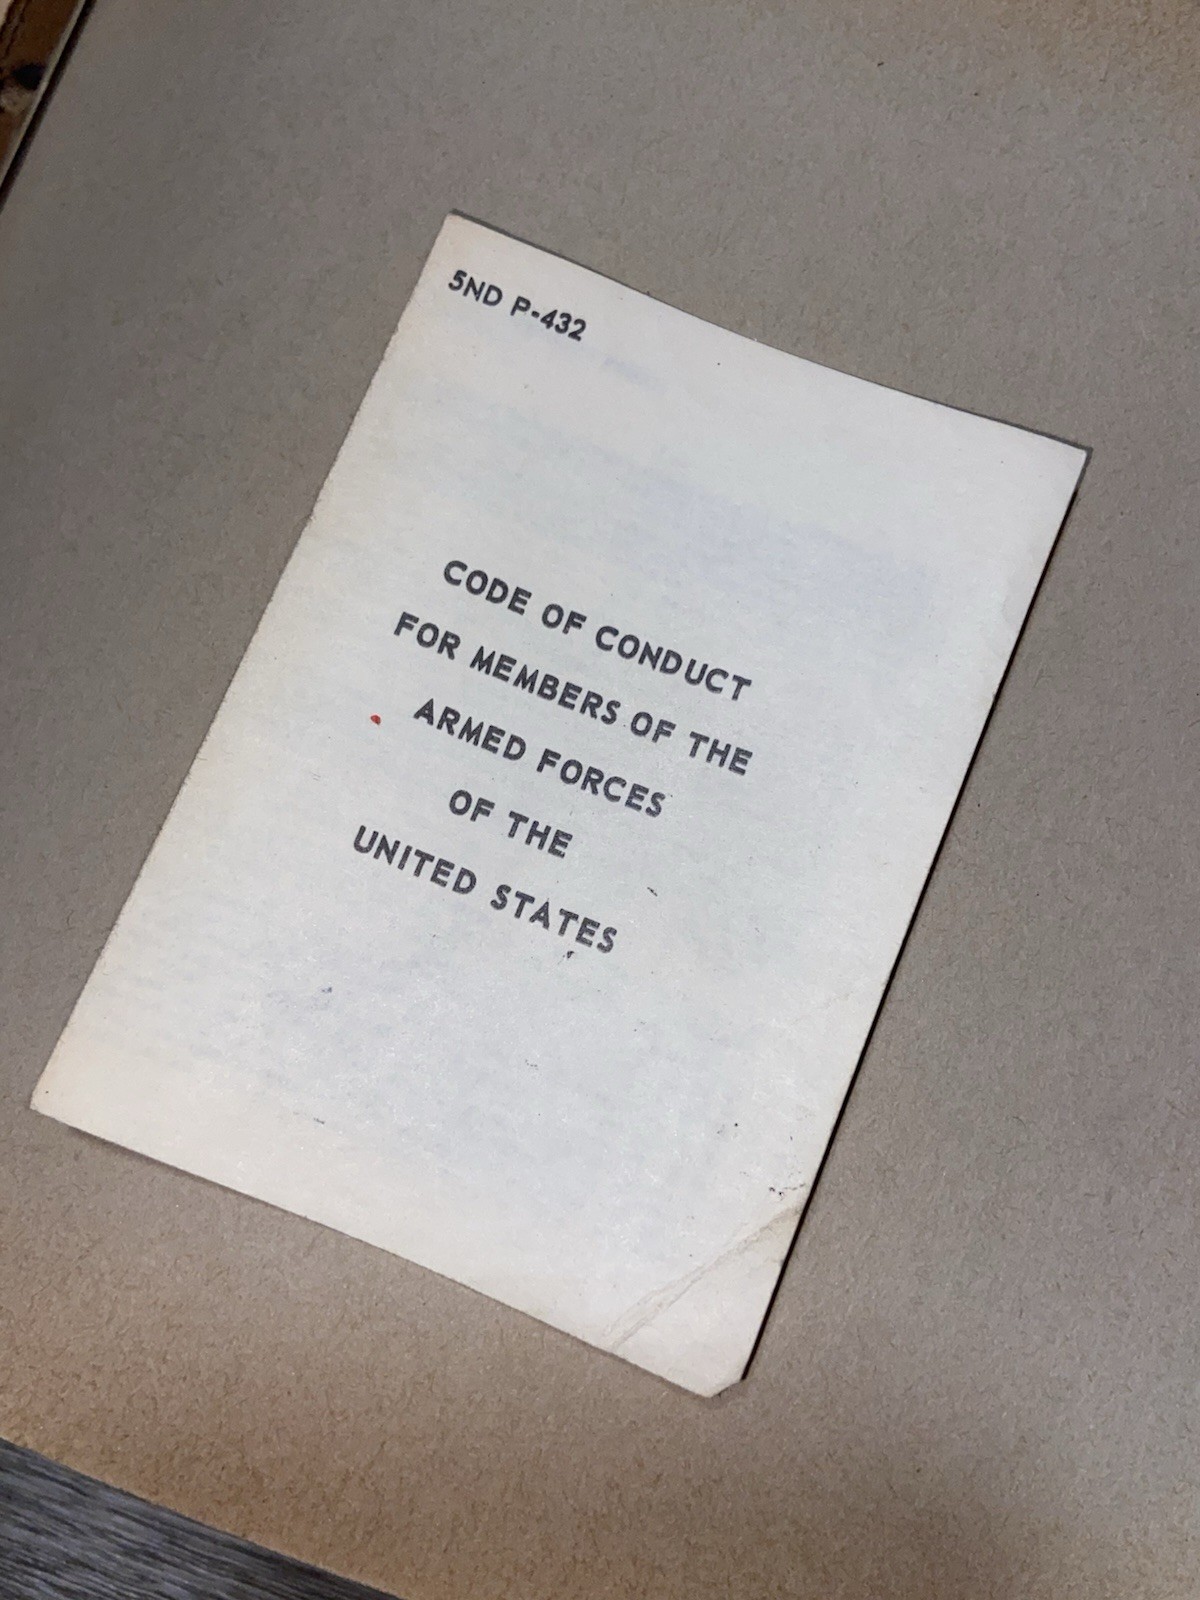 5ND P-432
CODE OF CONDUCT
FOR MEMBERS OF THE
ARMED FORCES
OF THE
UNITED STATES